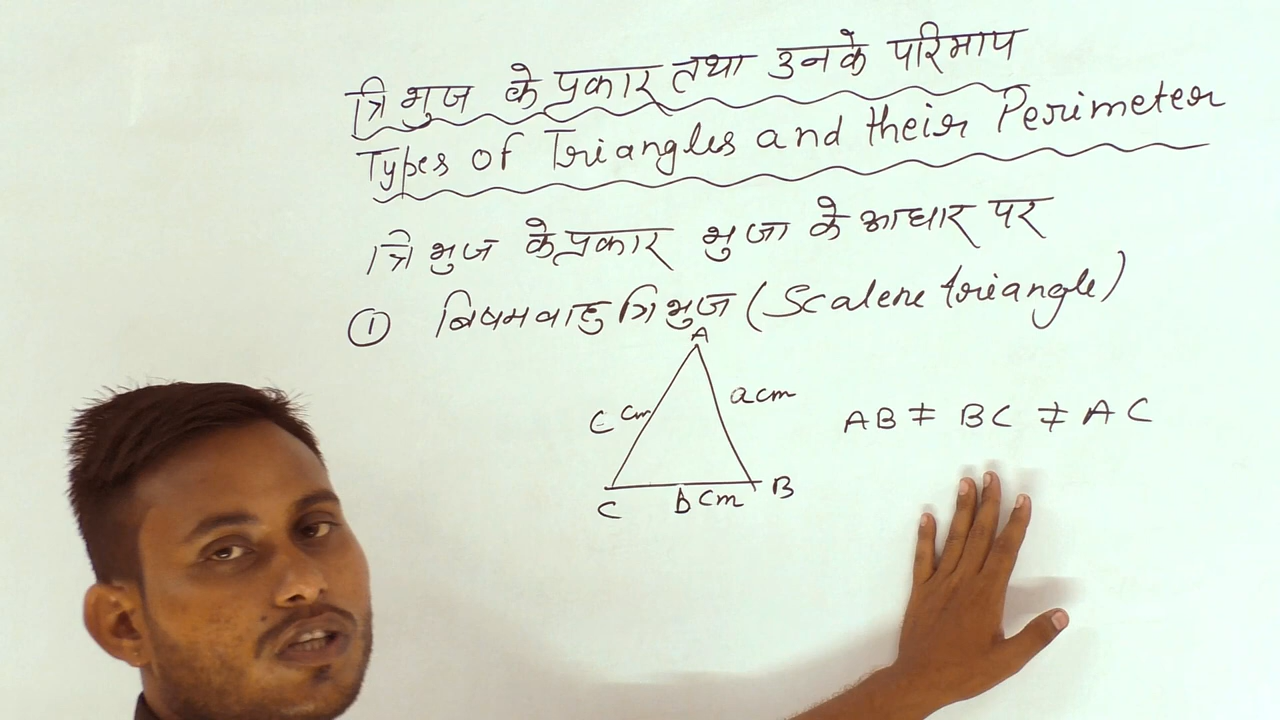 त्रिभुज के प्रकार तथा उनके परिमाप
Types of Triangles and their Perimeter
त्रिभुज के प्रकार भुजा के आधार पर
① बिषमवाहु त्रिभुज (Scalene triangle)
A
c cm
a cm
AB ≠ BC ≠ AC
C
b cm
B